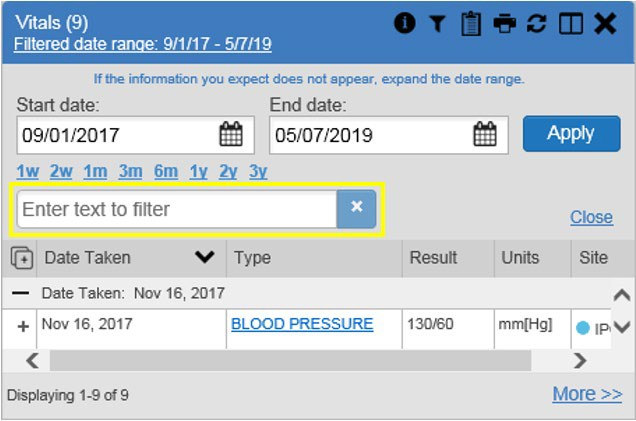 Vitals (9)
Filtered date range: 9/1/17 - 5/7/19
If the information you expect does not appear, expand the date range.
Start date: End date:
09/01/2017 05/07/2019 Apply
1w 2w 1m 3m 6m 1y 2y 3y
Enter text to filter
Close
Date Taken Type Result Units Site
Date Taken: Nov 16, 2017
Nov 16, 2017 BLOOD PRESSURE 130/60 mm[Hg]
Displaying 1-9 of 9 More >>